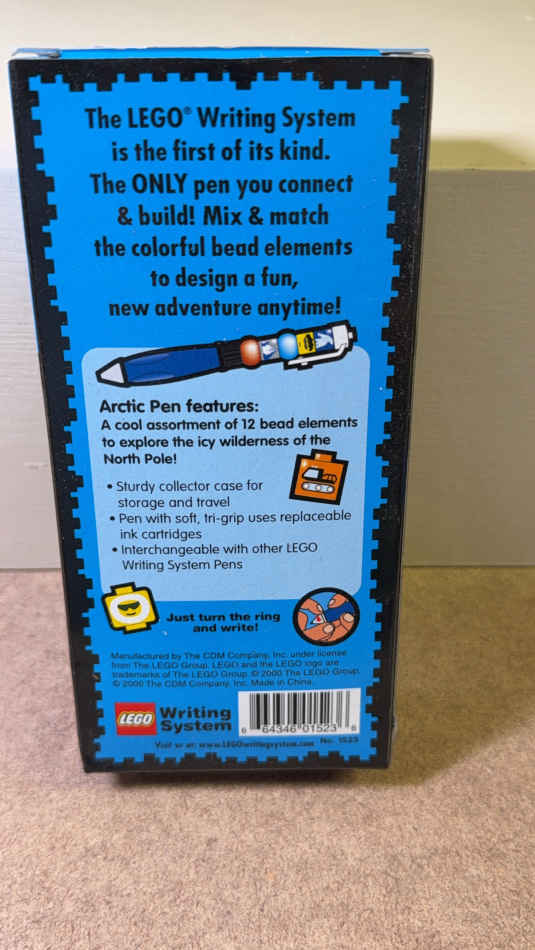 The LEGO® Writing System
is the first of its kind.
The ONLY pen you connect
& build! Mix & match
the colorful bead elements
to design a fun,
new adventure anytime!
Arctic Pen features:
A cool assortment of 12 bead elements
to explore the icy wilderness of the
North Pole!
• Sturdy collector case for
storage and travel
• Pen with soft, tri-grip uses replaceable
ink cartridges
• Interchangeable with other LEGO
Writing System Pens
Just turn the ring
and write!
Manufactured by The CDM Company, Inc. under license
from The LEGO Group. LEGO and the LEGO logo are
trademarks of The LEGO Group. © 2000 The LEGO Group.
© 2000 The CDM Company, Inc. Made in China.
LEGO Writing
System
6 64346 01523 6
Visit us at: www.LEGOwritingsystem.com No. 1523